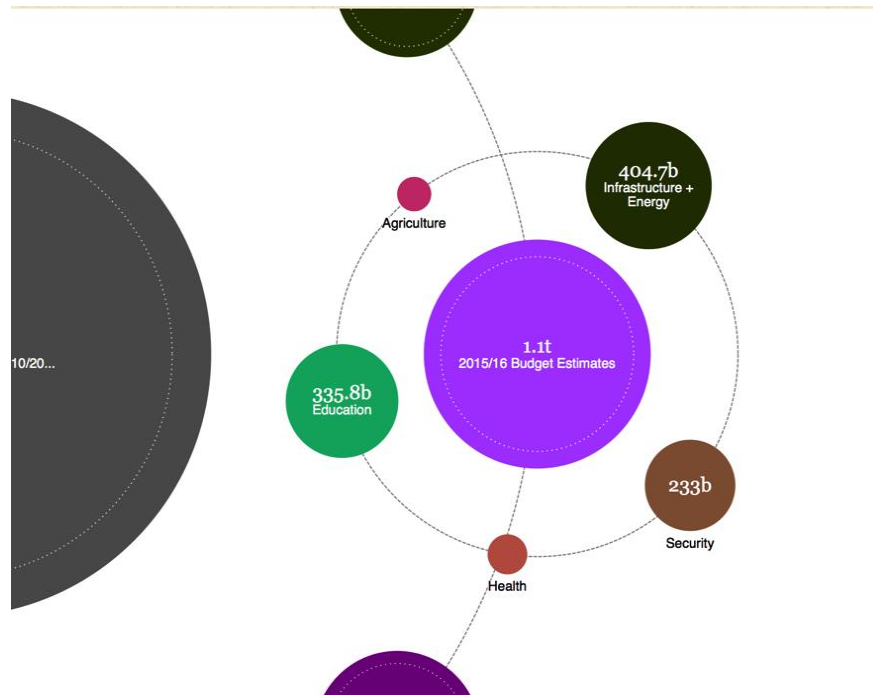 404.7b
Infrastructure +
Energy
Agriculture
1.1t
2015/16 Budget Estimates
10/20...
335.8b
Education
233b
Security
Health